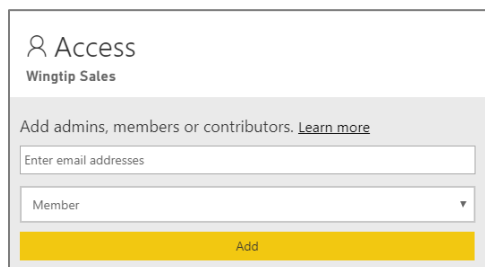 Access
Wingtip Sales
Add admins, members or contributors. Learn more
Enter email addresses
Member
Add